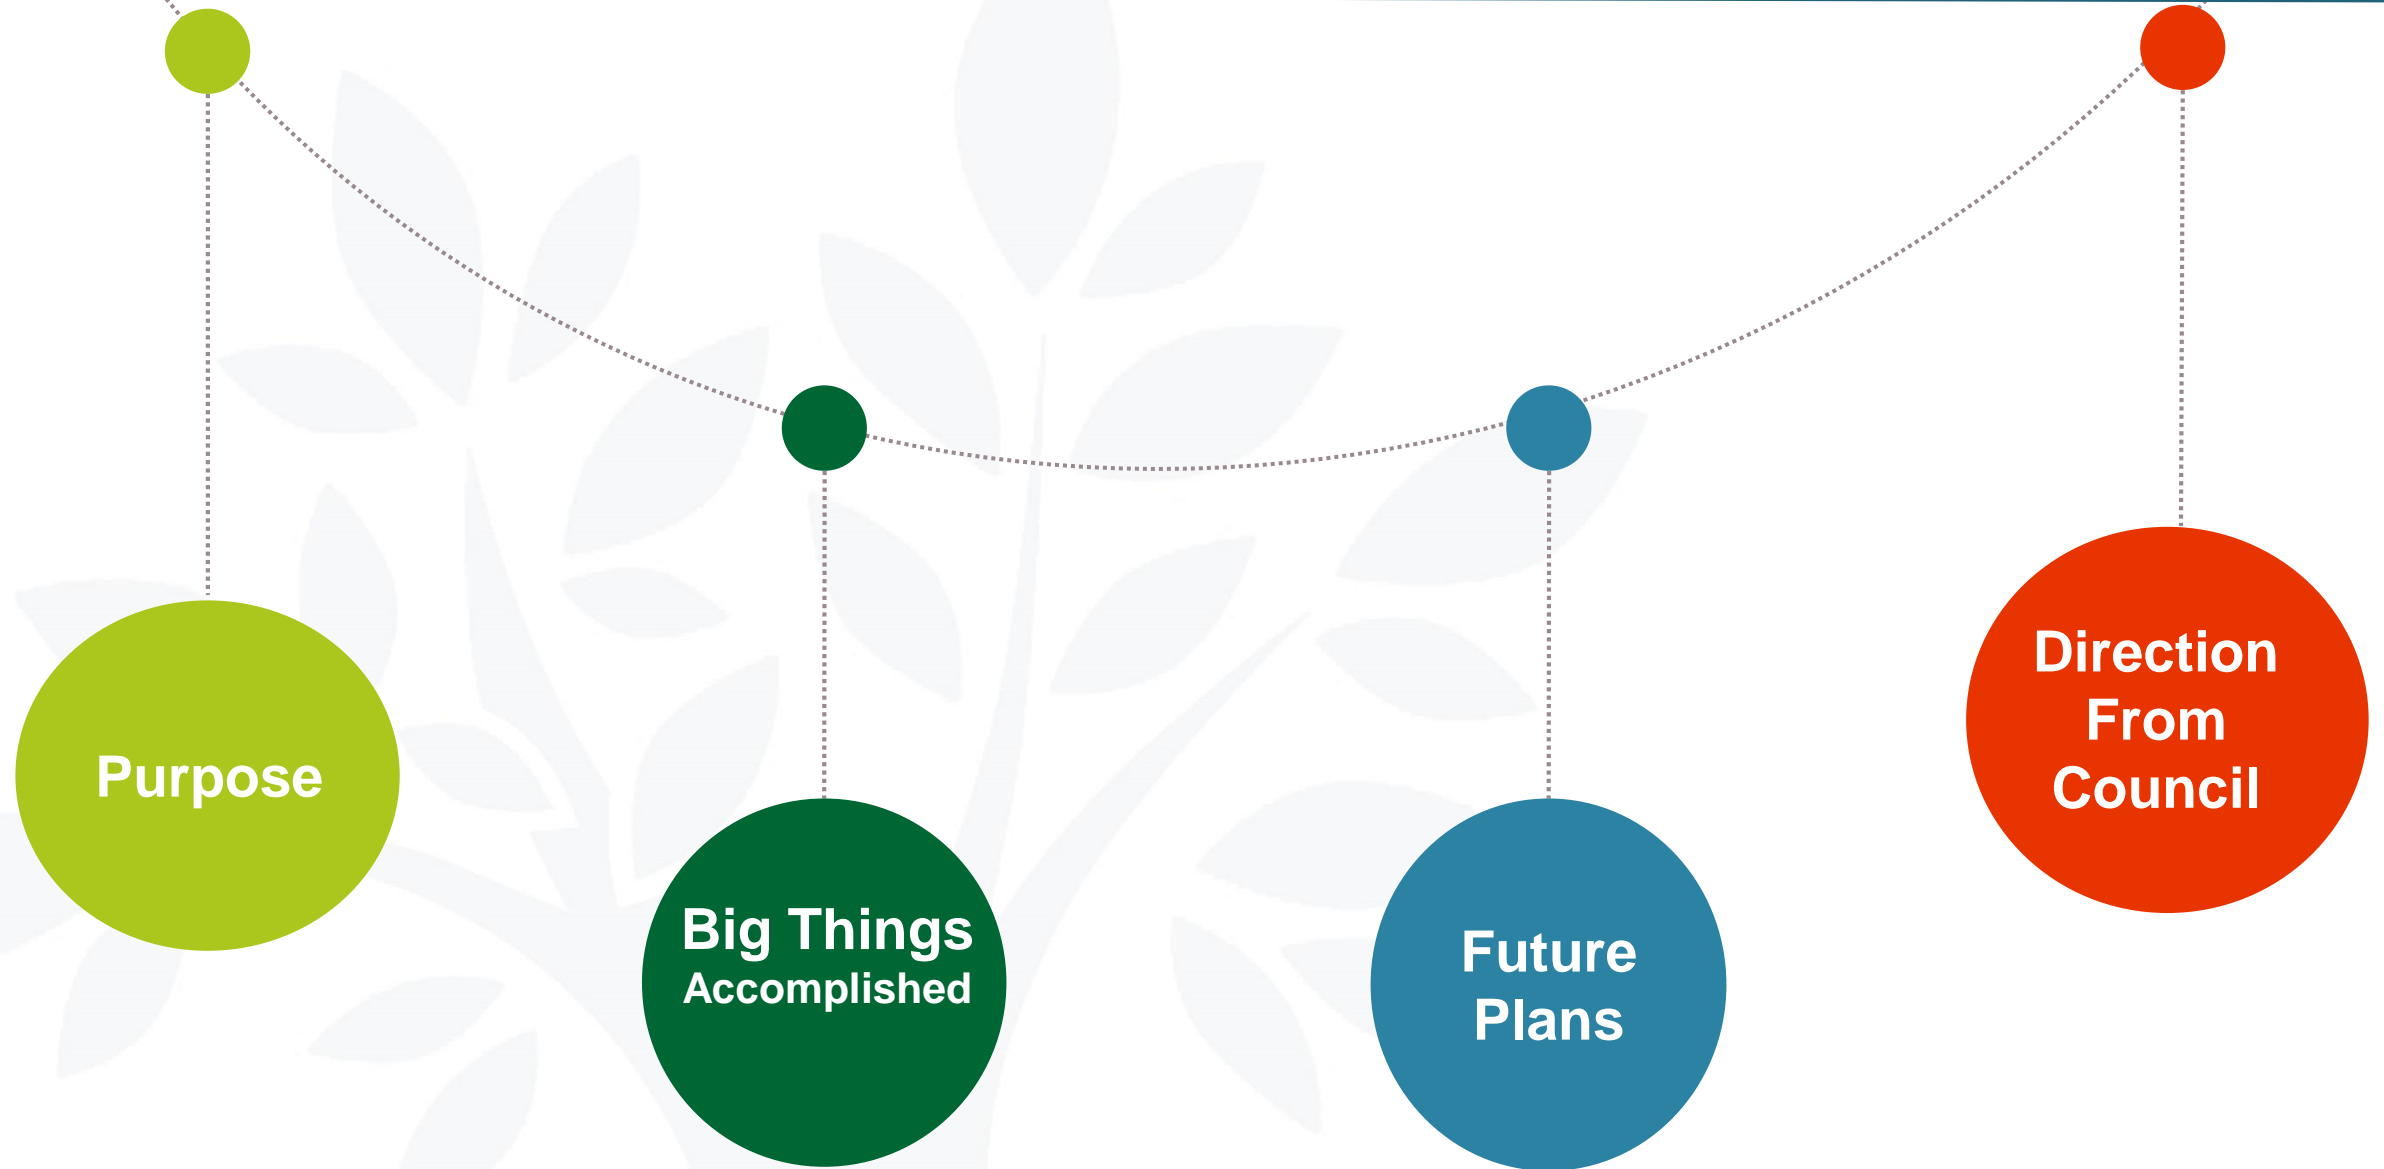 Purpose
Big Things
Accomplished
Future
Plans
Direction
From
Council